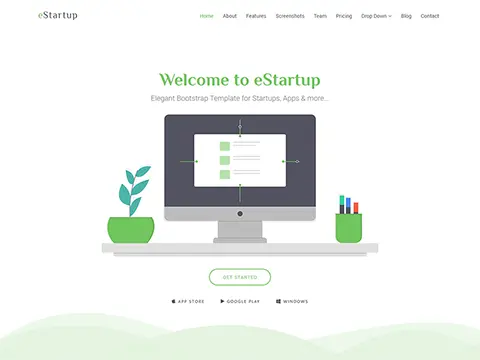 eStartup
Home About Features Screenshots Team Pricing Drop Down Blog Contact
Welcome to eStartup
Elegant Bootstrap Template for Startups, Apps & more...
GET STARTED
APP STORE GOOGLE PLAY WINDOWS